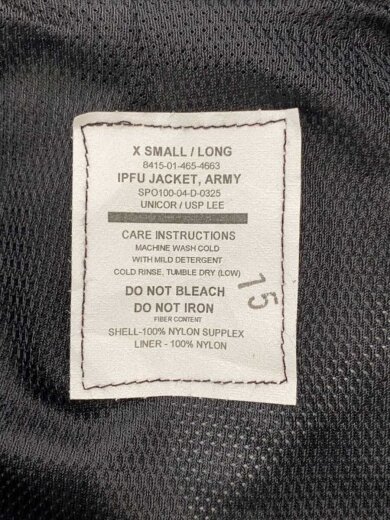 X SMALL / LONG
8415-01-465-4663
IPFU JACKET, ARMY
SPO100-04-D-0325
UNICOR / USP LEE
CARE INSTRUCTIONS
MACHINE WASH COLD
WITH MILD DETERGENT
COLD RINSE, TUMBLE DRY (LOW)
DO NOT BLEACH
DO NOT IRON
FIBER CONTENT
SHELL-100% NYLON SUPPLEX
LINER - 100% NYLON
15